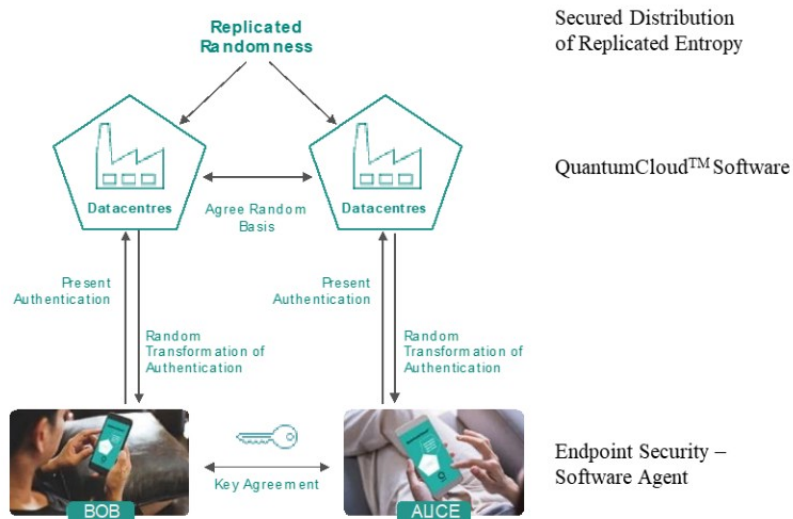 Replicated
Randomness
Secured Distribution
of Replicated Entropy
Datacentres
Datacentres
QuantumCloud™ Software
Agree Random
Basis
Present
Authentication
Present
Authentication
Random
Transformation of
Authentication
Random
Transformation of
Authentication
Key Agreement
BOB
ALICE
Endpoint Security –
Software Agent